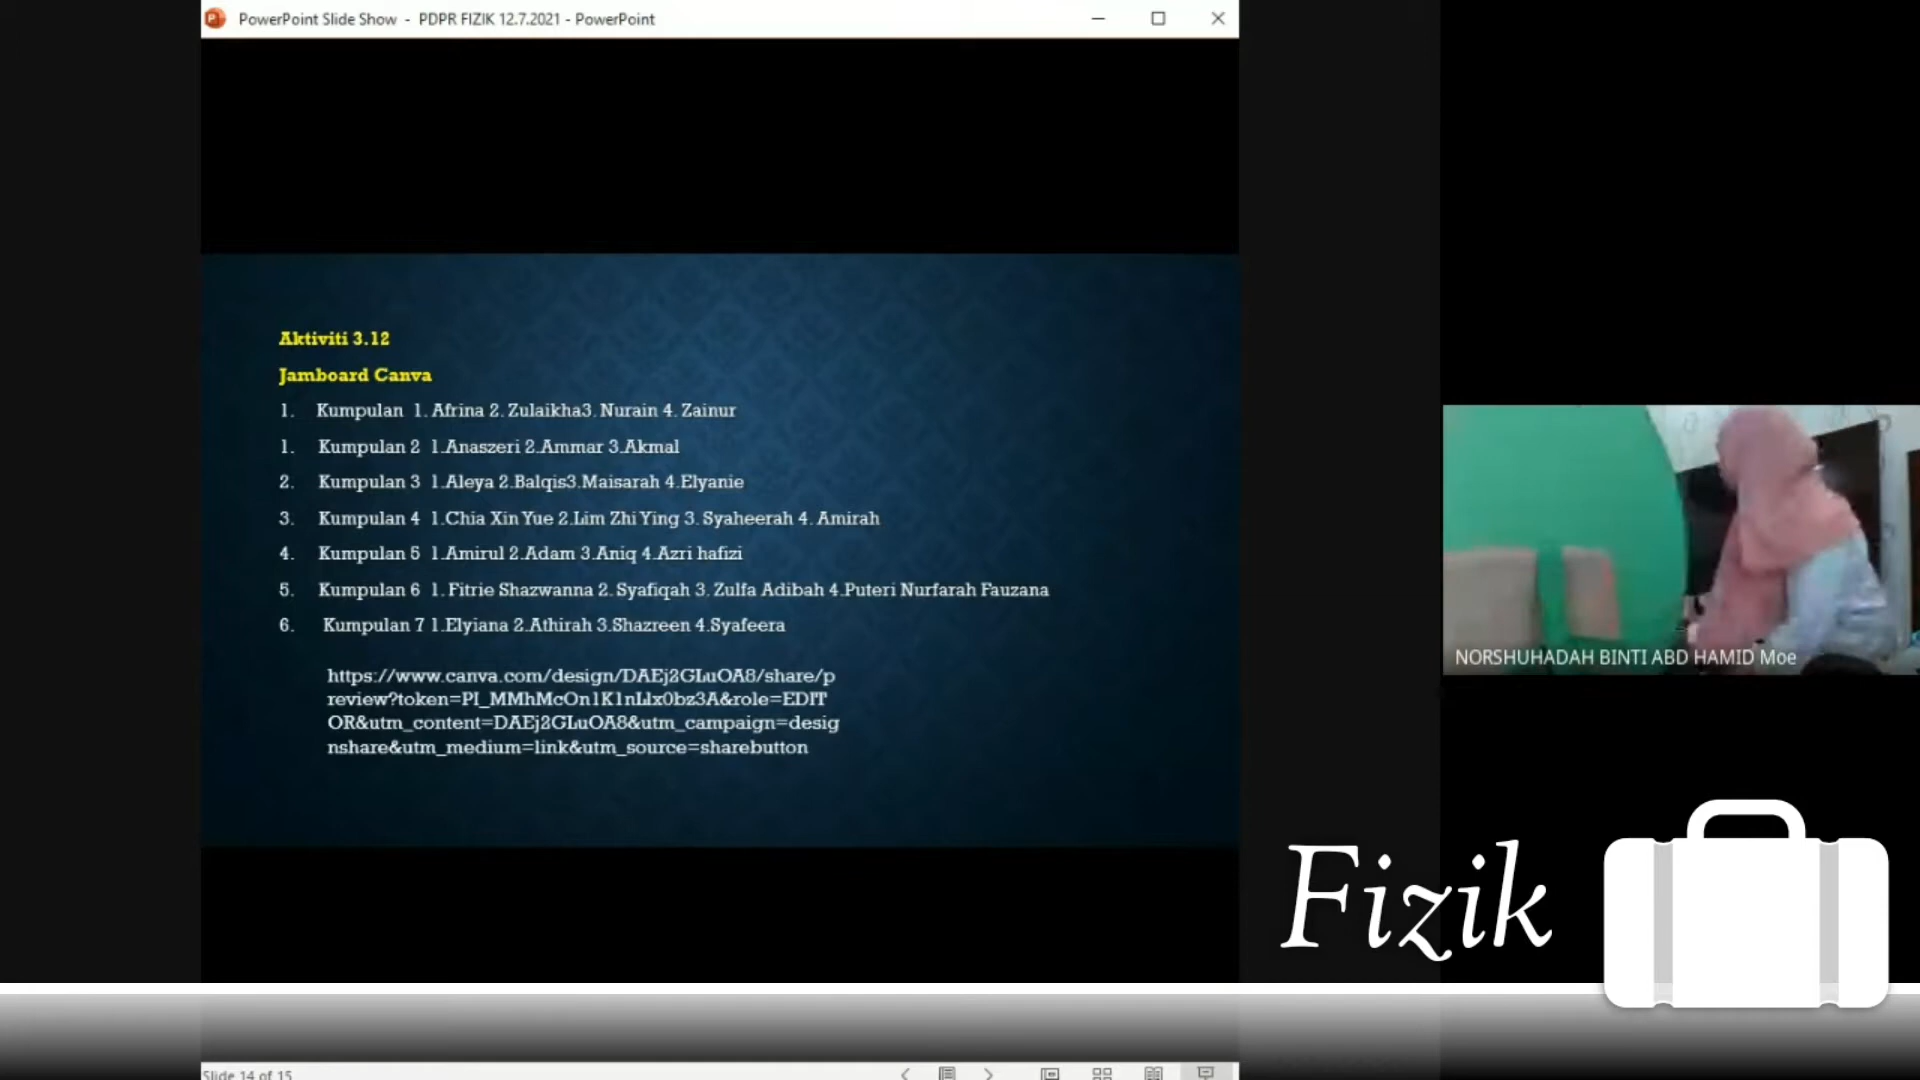 PowerPoint Slide Show - PDPR FIZIK 12.7.2021 - PowerPoint
Aktiviti 3.12
Jamboard Canva
1. Kumpulan 1. Afrina 2. Zulaikha3. Nurain 4. Zainur
1. Kumpulan 2 1.Anaszeri 2.Ammar 3.Akmal
2. Kumpulan 3 1.Aleya 2.Balqis3.Maisarah 4.Elyanie
3. Kumpulan 4 1.Chia Xin Yue 2.Lim Zhi Ying 3. Syaheerah 4. Amirah
4. Kumpulan 5 1.Amirul 2.Adam 3.Aniq 4.Azri hafizi
5. Kumpulan 6 1. Fitrie Shazwanna 2. Syafiqah 3. Zulfa Adibah 4.Puteri Nurfarah Fauzana
6. Kumpulan 7 1.Elyiana 2.Athirah 3.Shazreen 4.Syafeera
https://www.canva.com/design/DAEj2GLuOA8/share/p
review?token=PI_MMhMcOn1K1nLlx0bz3A&role=EDIT
OR&utm_content=DAEj2GLuOA8&utm_campaign=desig
nshare&utm_medium=link&utm_source=sharebutton
NORSHUHADAH BINTI ABD HAMID Moe
Fizik
Slide 14 of 15